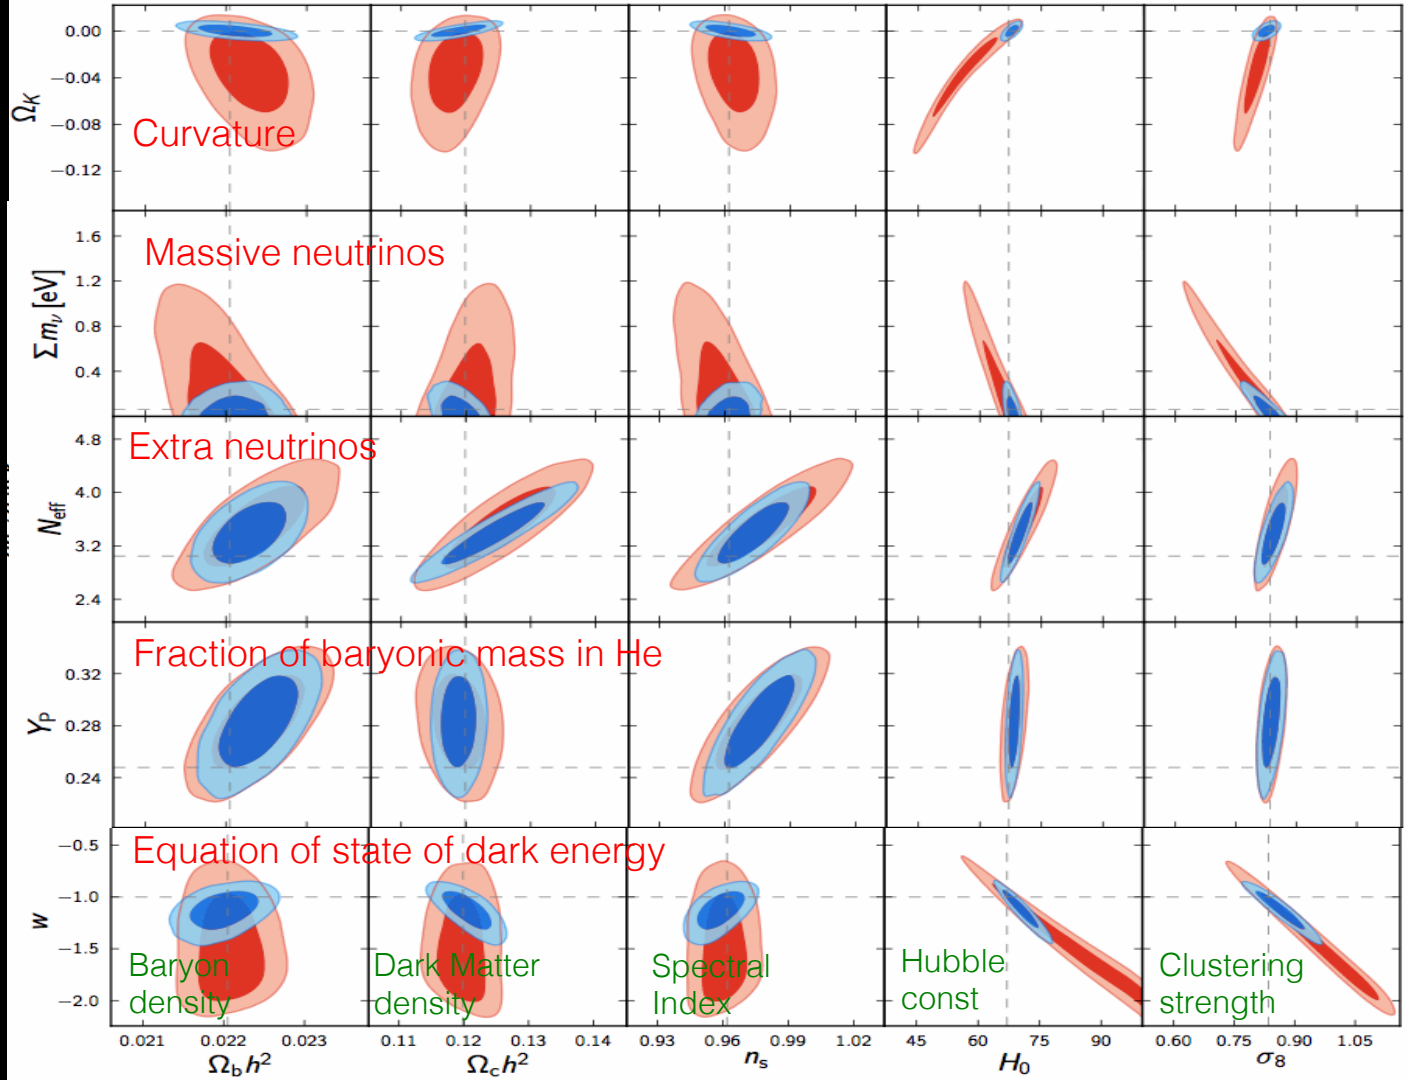 0.00
−0.04
−0.08
−0.12
Ω_K
Curvature
1.6
1.2
0.8
0.4
Σm_ν [eV]
Massive neutrinos
4.8
4.0
3.2
2.4
N_eff
Extra neutrinos
0.32
0.28
0.24
Y_P
Fraction of baryonic mass in He
−0.5
−1.0
−1.5
−2.0
w
Equation of state of dark energy
Baryon
density
Dark Matter
density
Spectral
Index
Hubble
const
Clustering
strength
0.021 0.022 0.023
0.11 0.12 0.13 0.14
0.93 0.96 0.99 1.02
45 60 75 90
0.60 0.75 0.90 1.05
Ω_b h²
Ω_c h²
n_s
H_0
σ_8